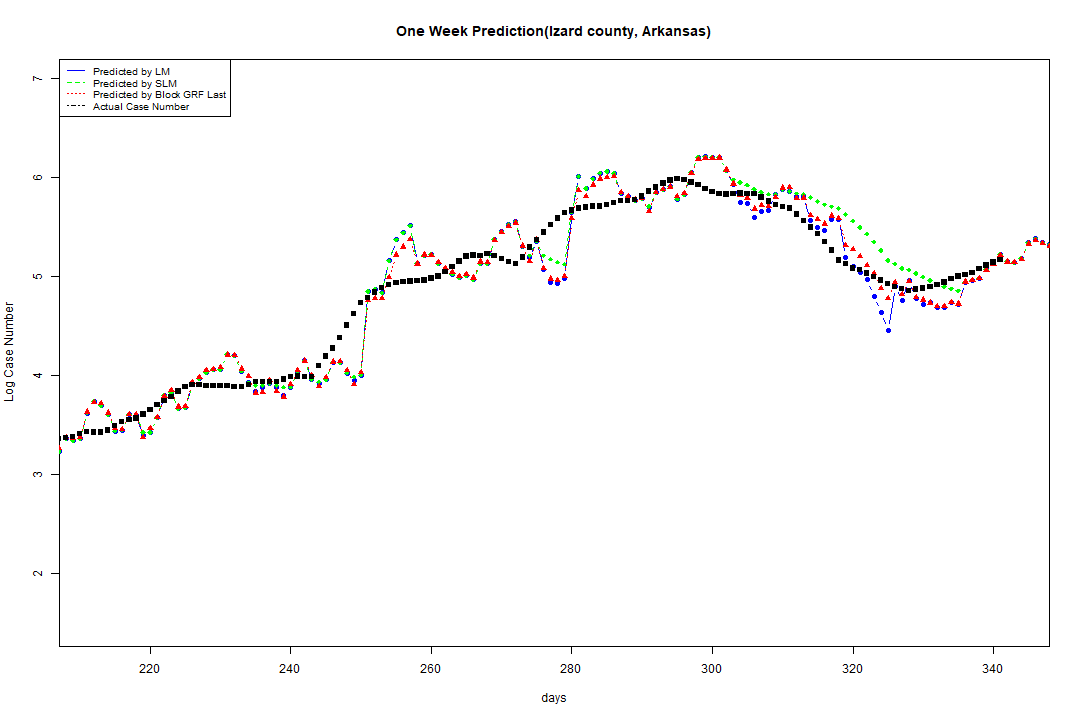 One Week Prediction(Izard county, Arkansas)
Predicted by LM
Predicted by SLM
Predicted by Block GRF Last
Actual Case Number
7
6
5
4
3
2
Log Case Number
220 240 260 280 300 320 340
days